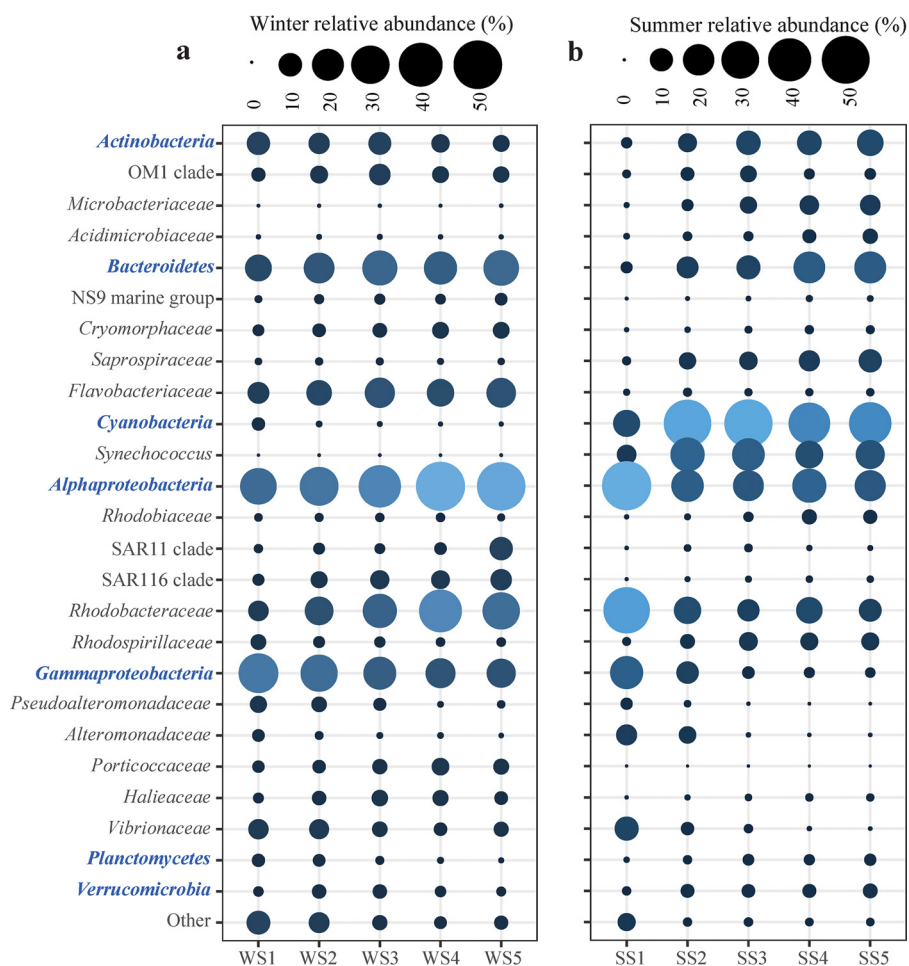 Winter relative abundance (%)
Summer relative abundance (%)
a
b
0
10
20
30
40
50
0
10
20
30
40
50
Actinobacteria
OM1 clade
Microbacteriaceae
Acidimicrobiaceae
Bacteroidetes
NS9 marine group
Cryomorphaceae
Saprospiraceae
Flavobacteriaceae
Cyanobacteria
Synechococcus
Alphaproteobacteria
Rhodobiaceae
SAR11 clade
SAR116 clade
Rhodobacteraceae
Rhodospirillaceae
Gammaproteobacteria
Pseudoalteromonadaceae
Alteromonadaceae
Porticoccaceae
Halieaceae
Vibrionaceae
Planctomycetes
Verrucomicrobia
Other
WS1 WS2 WS3 WS4 WS5
SS1 SS2 SS3 SS4 SS5